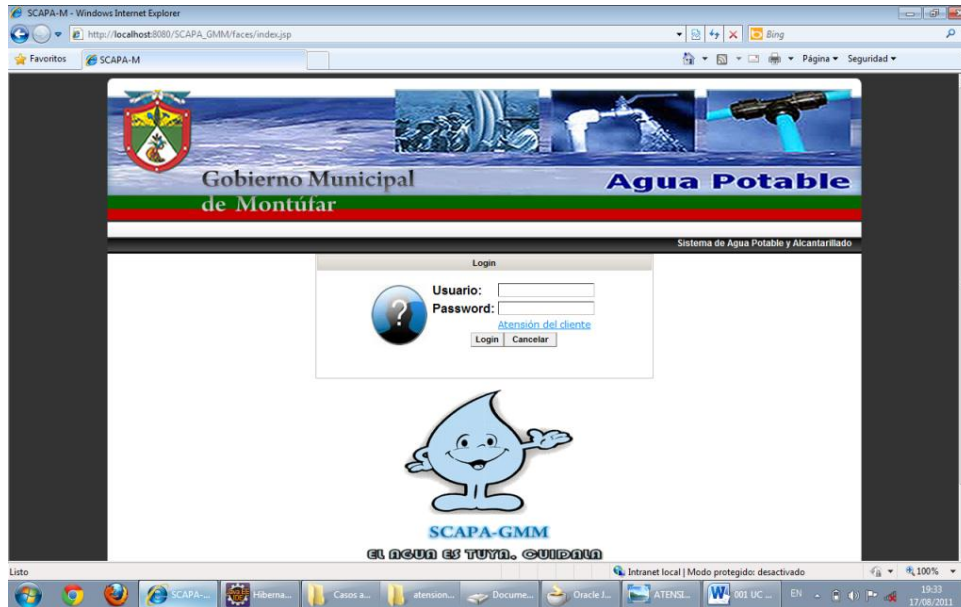 SCAPA-M - Windows Internet Explorer
http://localhost:8080/SCAPA_GMM/faces/index.jsp
Bing
Favoritos
SCAPA-M
Página
Seguridad
Gobierno Municipal
de Montúfar
Agua Potable
Sistema de Agua Potable y Alcantarillado
Login
Usuario:
Password:
Atensión del cliente
Login
Cancelar
SCAPA-GMM
EL AGUA ES TUYA. CUIDALA
Listo
Intranet local | Modo protegido: desactivado
100%
SCAPA-...
Hiberna...
Casos a...
atension...
Docume...
Oracle J...
ATENSI...
001 UC ...
EN
19:33
17/08/2011